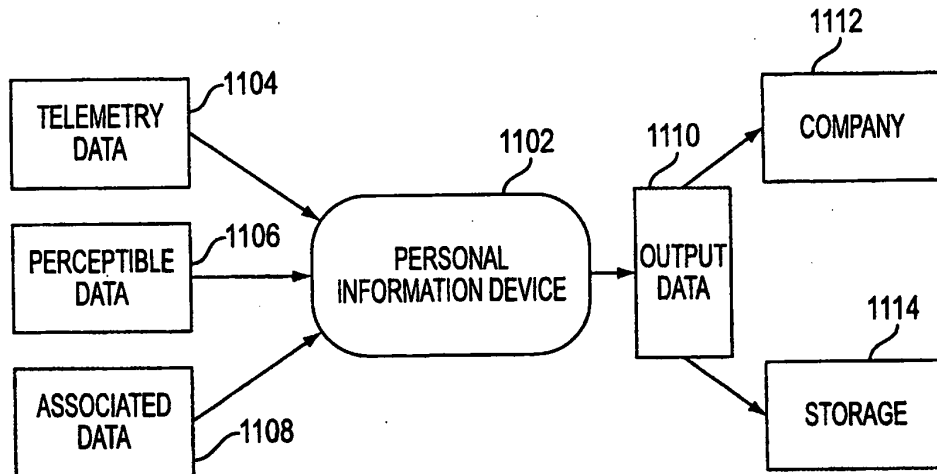 1104
TELEMETRY
DATA
1106
PERCEPTIBLE
DATA
ASSOCIATED
DATA
1108
1102
PERSONAL
INFORMATION DEVICE
1110
OUTPUT
DATA
1112
COMPANY
1114
STORAGE